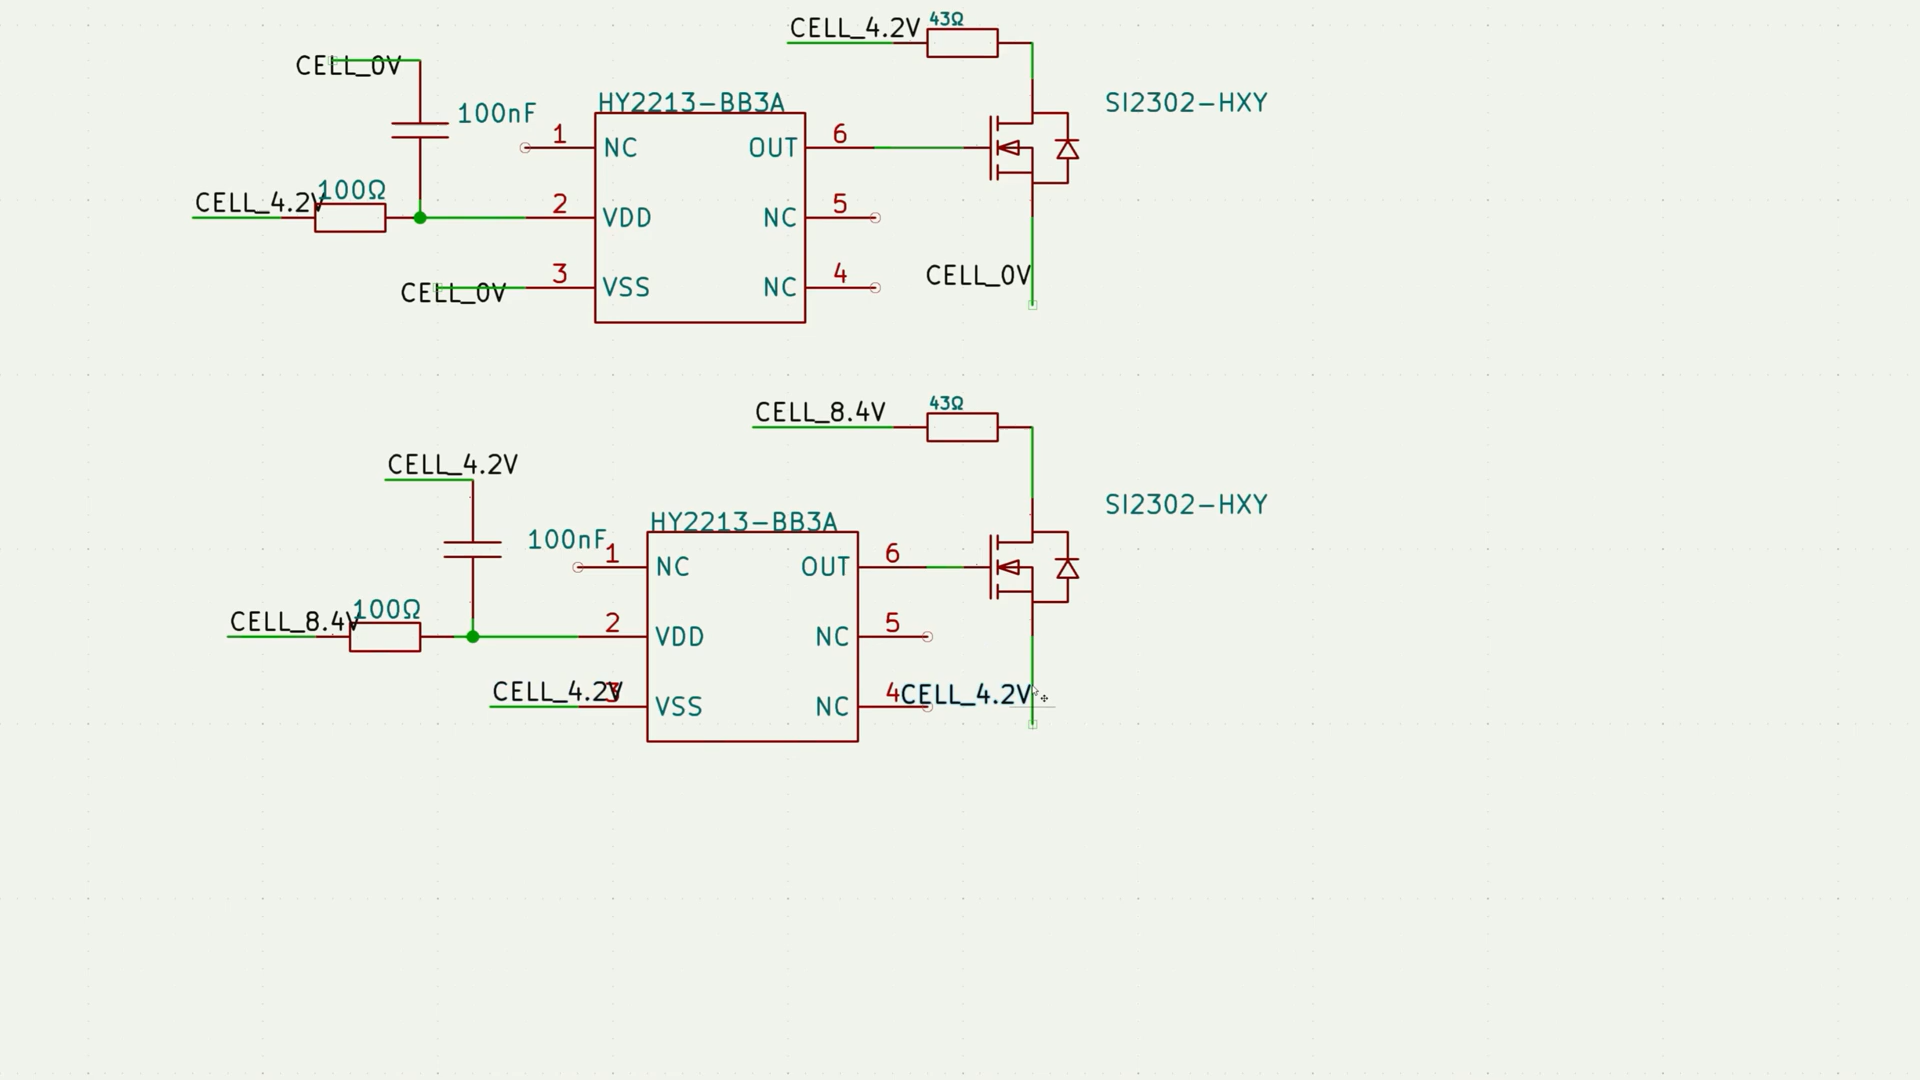 CELL_4.2V
43Ω
CELL_0V
100nF
HY2213-BB3A
SI2302-HXY
1
NC
OUT
6
CELL_4.2V
100Ω
2
VDD
NC
5
CELL_0V
3
VSS
NC
4
CELL_0V
CELL_8.4V
43Ω
CELL_4.2V
100nF
HY2213-BB3A
SI2302-HXY
1
NC
OUT
6
CELL_8.4V
100Ω
2
VDD
NC
5
CELL_4.2V
3
VSS
NC
4
CELL_4.2V